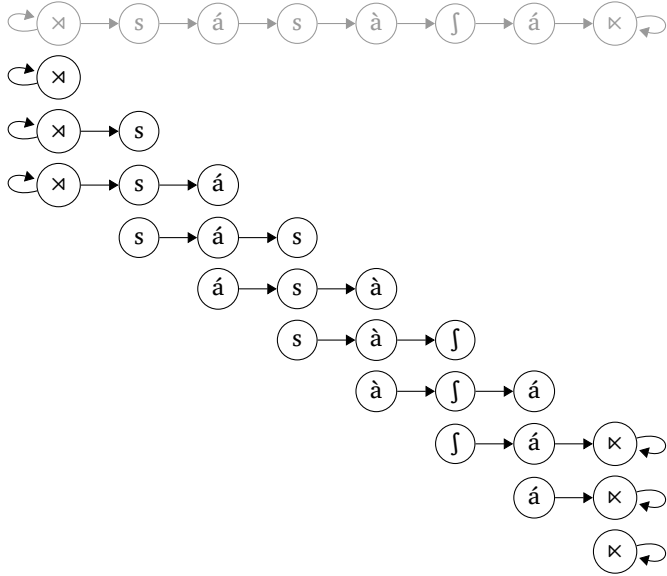 ⋊ s á s à ʃ á ⋉
⋊
⋊ s
⋊ s á
s á s
á s à
s à ʃ
à ʃ á
ʃ á ⋉
á ⋉
⋉